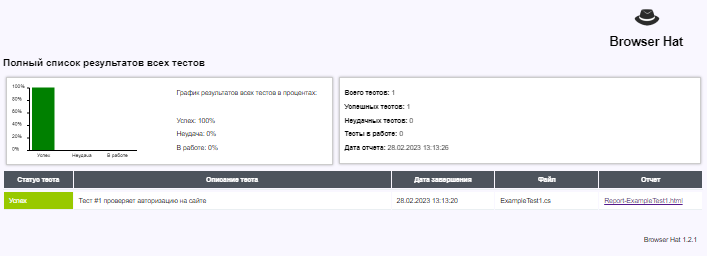 Browser Hat
Полный список результатов всех тестов
100%
80%
60%
40%
20%
0%
Успех Неудача В работе
График результатов всех тестов в процентах:
Успех: 100%
Неудача: 0%
В работе: 0%
Всего тестов: 1
Успешных тестов: 1
Неудачных тестов: 0
Тесты в работе: 0
Дата отчета: 28.02.2023 13:13:26
Статус теста Описание теста Дата завершения Файл Отчет
Успех Тест #1 проверяет авторизацию на сайте 28.02.2023 13:13:20 ExampleTest1.cs Report-ExampleTest1.html
Browser Hat 1.2.1